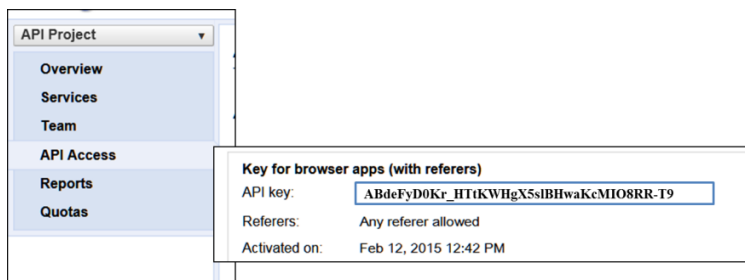 API Project
Overview
Services
Team
API Access
Reports
Quotas
Key for browser apps (with referers)
API key: ABdeFyD0Kr_HTtKWHgX5slBHwaKcMIO8RR-T9
Referers: Any referer allowed
Activated on: Feb 12, 2015 12:42 PM